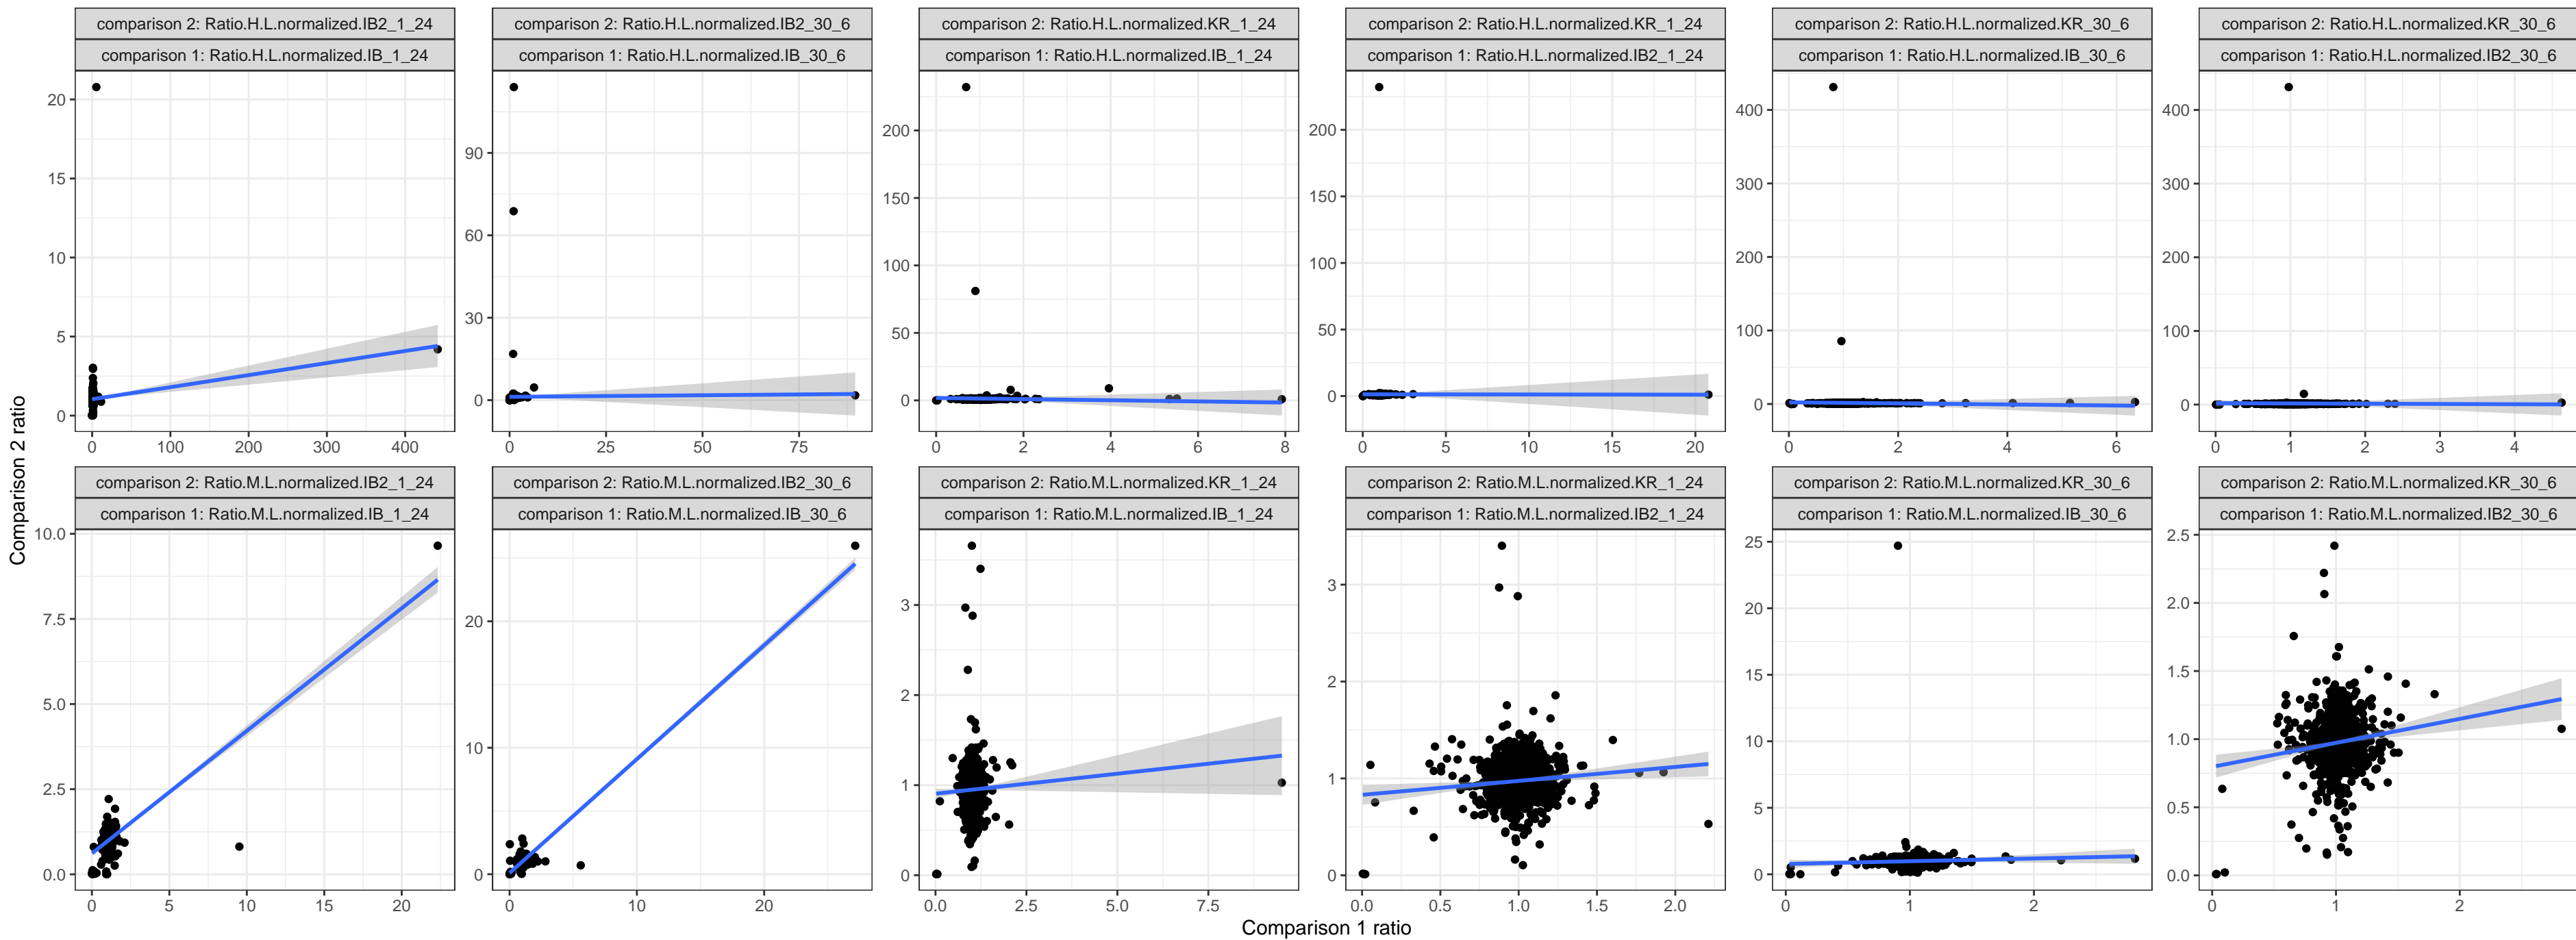 comparison 2: Ratio.H.L.normalized.IB2_1_24
comparison 1: Ratio.H.L.normalized.IB_1_24
20
15
10
5
0
0 100 200 300 400
comparison 2: Ratio.H.L.normalized.IB2_30_6
comparison 1: Ratio.H.L.normalized.IB_30_6
90
60
30
0
0 25 50 75
comparison 2: Ratio.H.L.normalized.KR_1_24
comparison 1: Ratio.H.L.normalized.IB_1_24
200
150
100
50
0
0 2 4 6 8
comparison 2: Ratio.H.L.normalized.KR_1_24
comparison 1: Ratio.H.L.normalized.IB2_1_24
200
150
100
50
0
0 5 10 15 20
comparison 2: Ratio.H.L.normalized.KR_30_6
comparison 1: Ratio.H.L.normalized.IB_30_6
400
300
200
100
0
0 2 4 6
comparison 2: Ratio.H.L.normalized.KR_30_6
comparison 1: Ratio.H.L.normalized.IB2_30_6
400
300
200
100
0
0 1 2 3 4
Comparison 2 ratio
comparison 2: Ratio.M.L.normalized.IB2_1_24
comparison 1: Ratio.M.L.normalized.IB_1_24
10.0
7.5
5.0
2.5
0.0
0 5 10 15 20
comparison 2: Ratio.M.L.normalized.IB2_30_6
comparison 1: Ratio.M.L.normalized.IB_30_6
20
10
0
0 10 20
comparison 2: Ratio.M.L.normalized.KR_1_24
comparison 1: Ratio.M.L.normalized.IB_1_24
3
2
1
0
0.0 2.5 5.0 7.5
comparison 2: Ratio.M.L.normalized.KR_1_24
comparison 1: Ratio.M.L.normalized.IB2_1_24
3
2
1
0
0.0 0.5 1.0 1.5 2.0
comparison 2: Ratio.M.L.normalized.KR_30_6
comparison 1: Ratio.M.L.normalized.IB_30_6
25
20
15
10
5
0
0 1 2
comparison 2: Ratio.M.L.normalized.KR_30_6
comparison 1: Ratio.M.L.normalized.IB2_30_6
2.5
2.0
1.5
1.0
0.5
0.0
0 1 2
Comparison 1 ratio